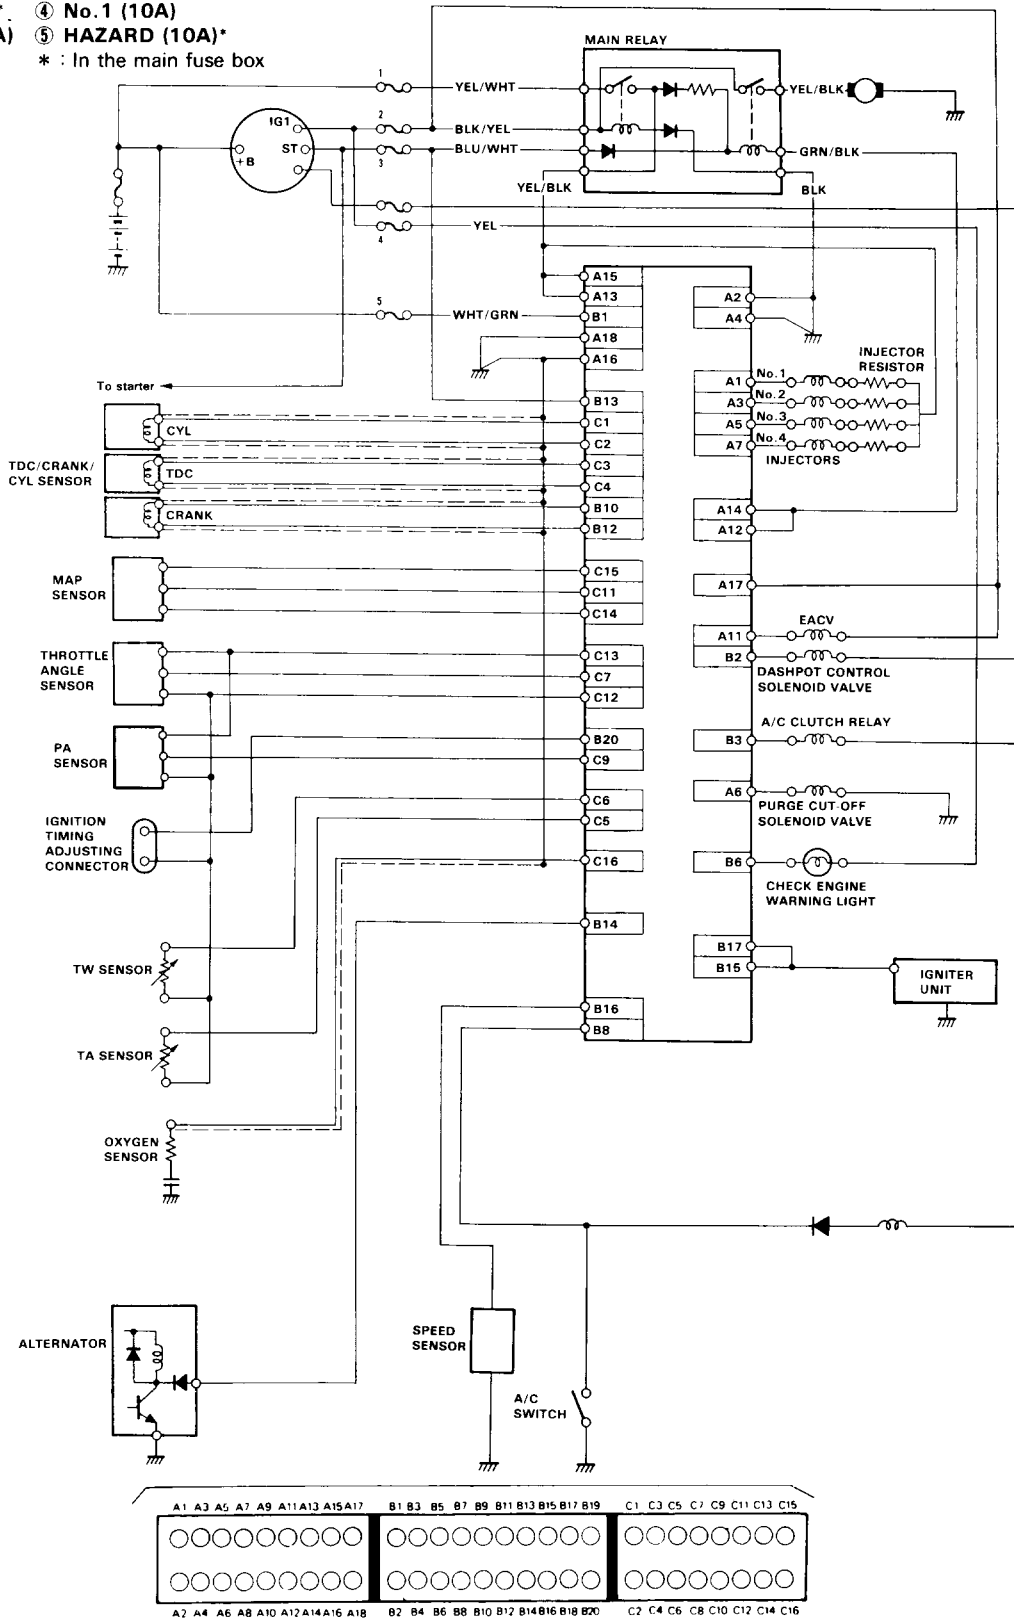 ④ No.1 (10A)
A) ⑤ HAZARD (10A)*
* : In the main fuse box
MAIN RELAY
1
YEL/WHT
YEL/BLK
IG1
2
BLK/YEL
+B
ST
3
BLU/WHT
GRN/BLK
YEL/BLK
BLK
4
YEL
A15
A13
A2
5
WHT/GRN
B1
A4
A18
A16
INJECTOR
RESISTOR
To starter
A1
No.1
B13
A3
No.2
C1
CYL
A5
No.3
C2
A7
No.4
INJECTORS
TDC/CRANK/
CYL SENSOR
TDC
C3
C4
CRANK
B10
A14
B12
A12
MAP
SENSOR
C15
C11
C14
A17
EACV
A11
THROTTLE
ANGLE
SENSOR
C13
C7
C12
B2
DASHPOT CONTROL
SOLENOID VALVE
A/C CLUTCH RELAY
PA
SENSOR
B20
C9
B3
C6
C5
A6
PURGE CUT-OFF
SOLENOID VALVE
IGNITION
TIMING
ADJUSTING
CONNECTOR
C16
B6
CHECK ENGINE
WARNING LIGHT
B14
B17
B15
IGNITER
UNIT
TW SENSOR
B16
B8
TA SENSOR
OXYGEN
SENSOR
ALTERNATOR
SPEED
SENSOR
A/C
SWITCH
A1 A3 A5 A7 A9 A11 A13 A15 A17 B1 B3 B5 B7 B9 B11 B13 B15 B17 B19 C1 C3 C5 C7 C9 C11 C13 C15
A2 A4 A6 A8 A10 A12 A14 A16 A18 B2 B4 B6 B8 B10 B12 B14 B16 B18 B20 C2 C4 C6 C8 C10 C12 C14 C16